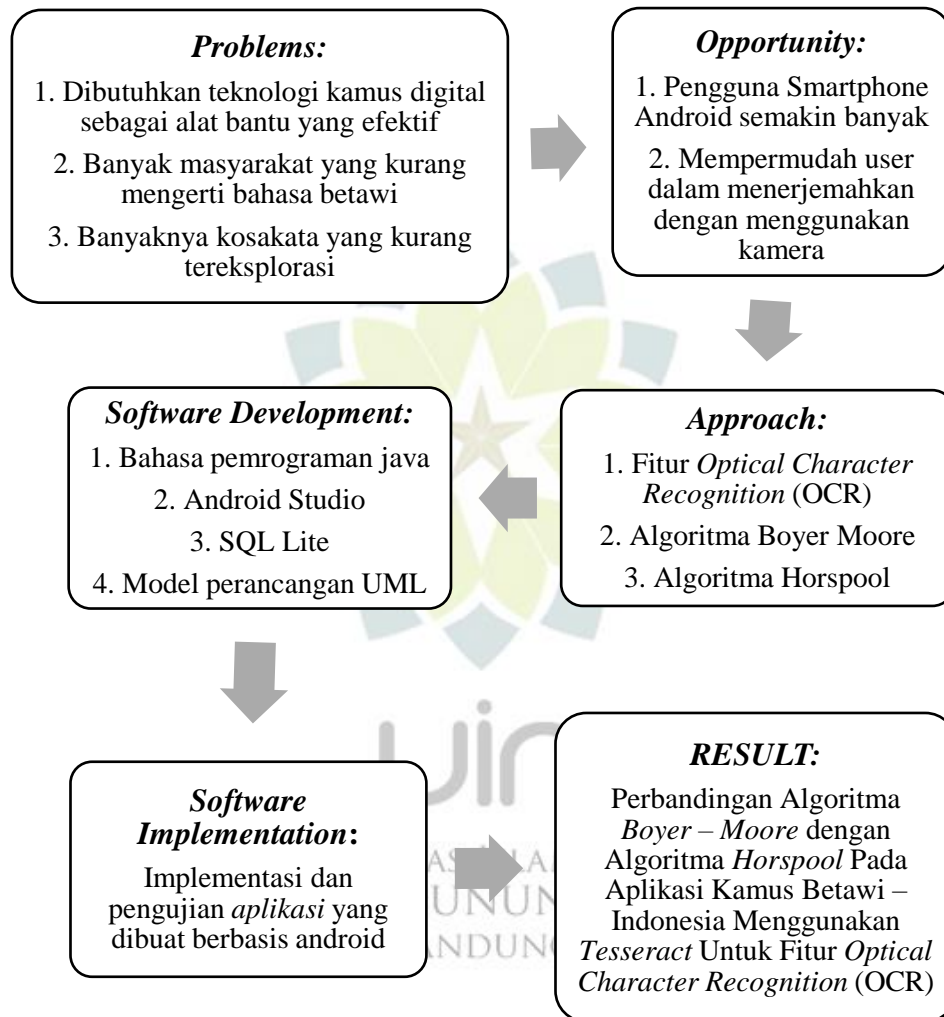 Problems:
1. Dibutuhkan teknologi kamus digital
sebagai alat bantu yang efektif
2. Banyak masyarakat yang kurang
mengerti bahasa betawi
3. Banyaknya kosakata yang kurang
tereksplorasi
Opportunity:
1. Pengguna Smartphone
Android semakin banyak
2. Mempermudah user
dalam menerjemahkan
dengan menggunakan
kamera
Approach:
1. Fitur Optical Character
Recognition (OCR)
2. Algoritma Boyer Moore
3. Algoritma Horspool
Software Development:
1. Bahasa pemrograman java
2. Android Studio
3. SQL Lite
4. Model perancangan UML
Software
Implementation:
Implementasi dan
pengujian aplikasi yang
dibuat berbasis android
RESULT:
Perbandingan Algoritma
Boyer – Moore dengan
Algoritma Horspool Pada
Aplikasi Kamus Betawi –
Indonesia Menggunakan
Tesseract Untuk Fitur Optical
Character Recognition (OCR)